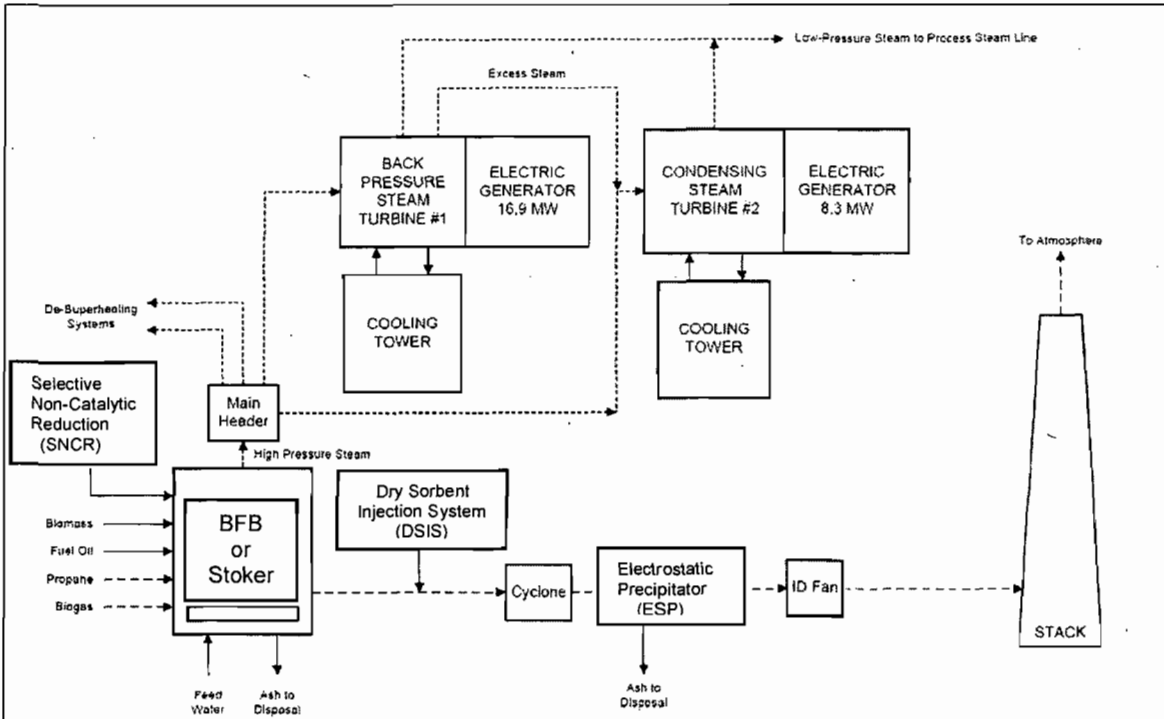 Low-Pressure Steam to Process Steam Line
Excess Steam
BACK
PRESSURE
STEAM
TURBINE #1
ELECTRIC
GENERATOR
16.9 MW
CONDENSING
STEAM
TURBINE #2
ELECTRIC
GENERATOR
8.3 MW
To Atmosphere
De-Superheating
Systems
COOLING
TOWER
COOLING
TOWER
Selective
Non-Catalytic
Reduction
(SNCR)
Main
Header
High Pressure Steam
Dry Sorbent
Injection System
(DSIS)
Biomass
Fuel Oil
Propane
Biogas
BFB
or
Stoker
Cyclone
Electrostatic
Precipitator
(ESP)
ID Fan
STACK
Feed
Water
Ash to
Disposal
Ash to
Disposal